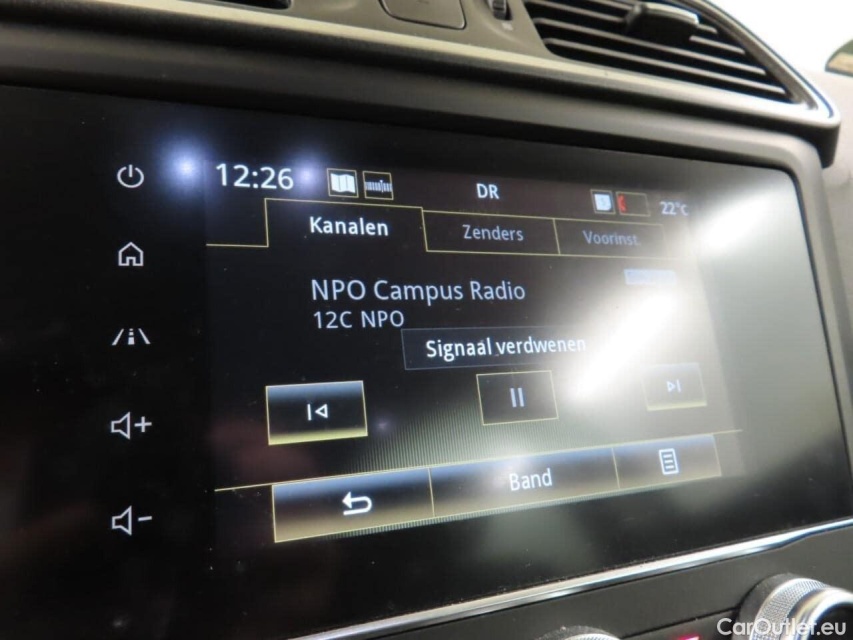 12:26 DR 22°C
Kanalen Zenders Voorinst.
NPO Campus Radio
12C NPO
Signaal verdwenen
Band
CarOutlet.eu